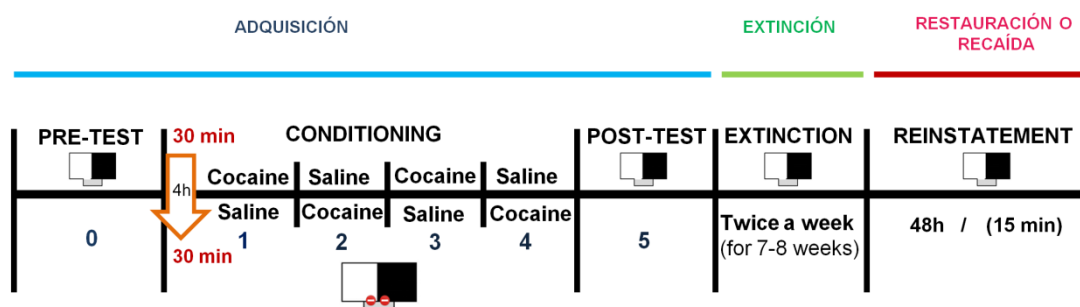 ADQUISICIÓN
EXTINCIÓN
RESTAURACIÓN O
RECAÍDA
PRE-TEST
30 min
CONDITIONING
POST-TEST
EXTINCTION
REINSTATEMENT
4h
Cocaine
Saline
Cocaine
Saline
Saline
Cocaine
Saline
Cocaine
0
30 min
1
2
3
4
5
Twice a week
(for 7-8 weeks)
48h / (15 min)